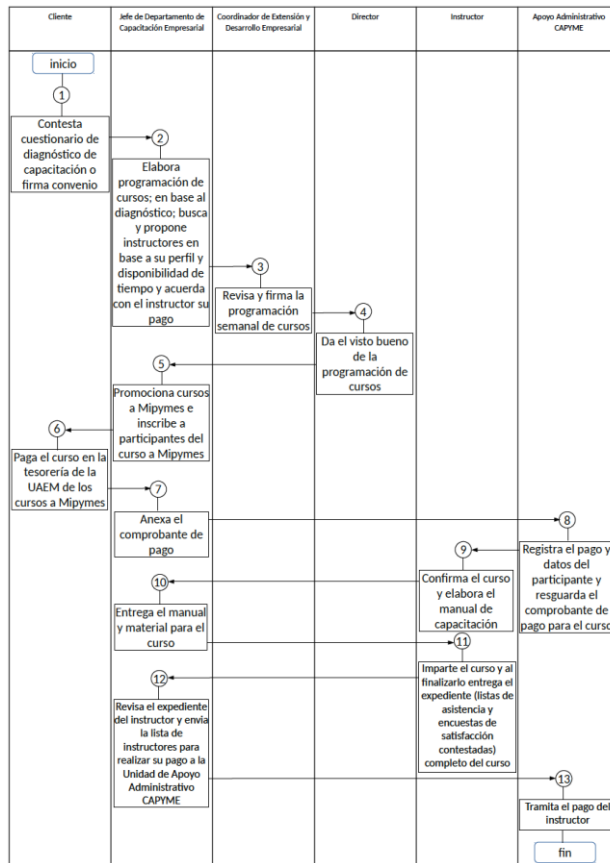 Cliente
Jefe de Departamento de
Capacitación Empresarial
Coordinador de Extensión y
Desarrollo Empresarial
Director
Instructor
Apoyo Administrativo
CAPYME
inicio
1
Contesta
cuestionario de
diagnóstico de
capacitación o
firma convenio
2
Elabora
programación de
cursos; en base al
diagnóstico; busca
y propone
instructores en
base a su perfil y
disponibilidad de
tiempo y acuerda
con el instructor su
pago
3
Revisa y firma la
programación
semanal de cursos
4
Da el visto bueno
de la
programación de
cursos
5
Promociona cursos
a Mipymes e
inscribe a
participantes del
curso a Mipymes
6
Paga el curso en la
tesorería de la
UAEM de los
cursos a Mipymes
7
Anexa el
comprobante de
pago
8
Registra el pago y
datos del
participante y
resguarda el
comprobante de
pago para el curso
9
Confirma el curso
y elabora el
manual de
capacitación
10
Entrega el manual
y material para el
curso
11
Imparte el curso y al
finalizarlo entrega el
expediente (listas de
asistencia y
encuestas de
satisfacción
contestadas)
completo del curso
12
Revisa el expediente
del instructor y envia
la lista de
instructores para
realizar su pago a la
Unidad de Apoyo
Administrativo
CAPYME
13
Tramita el pago del
instructor
fin